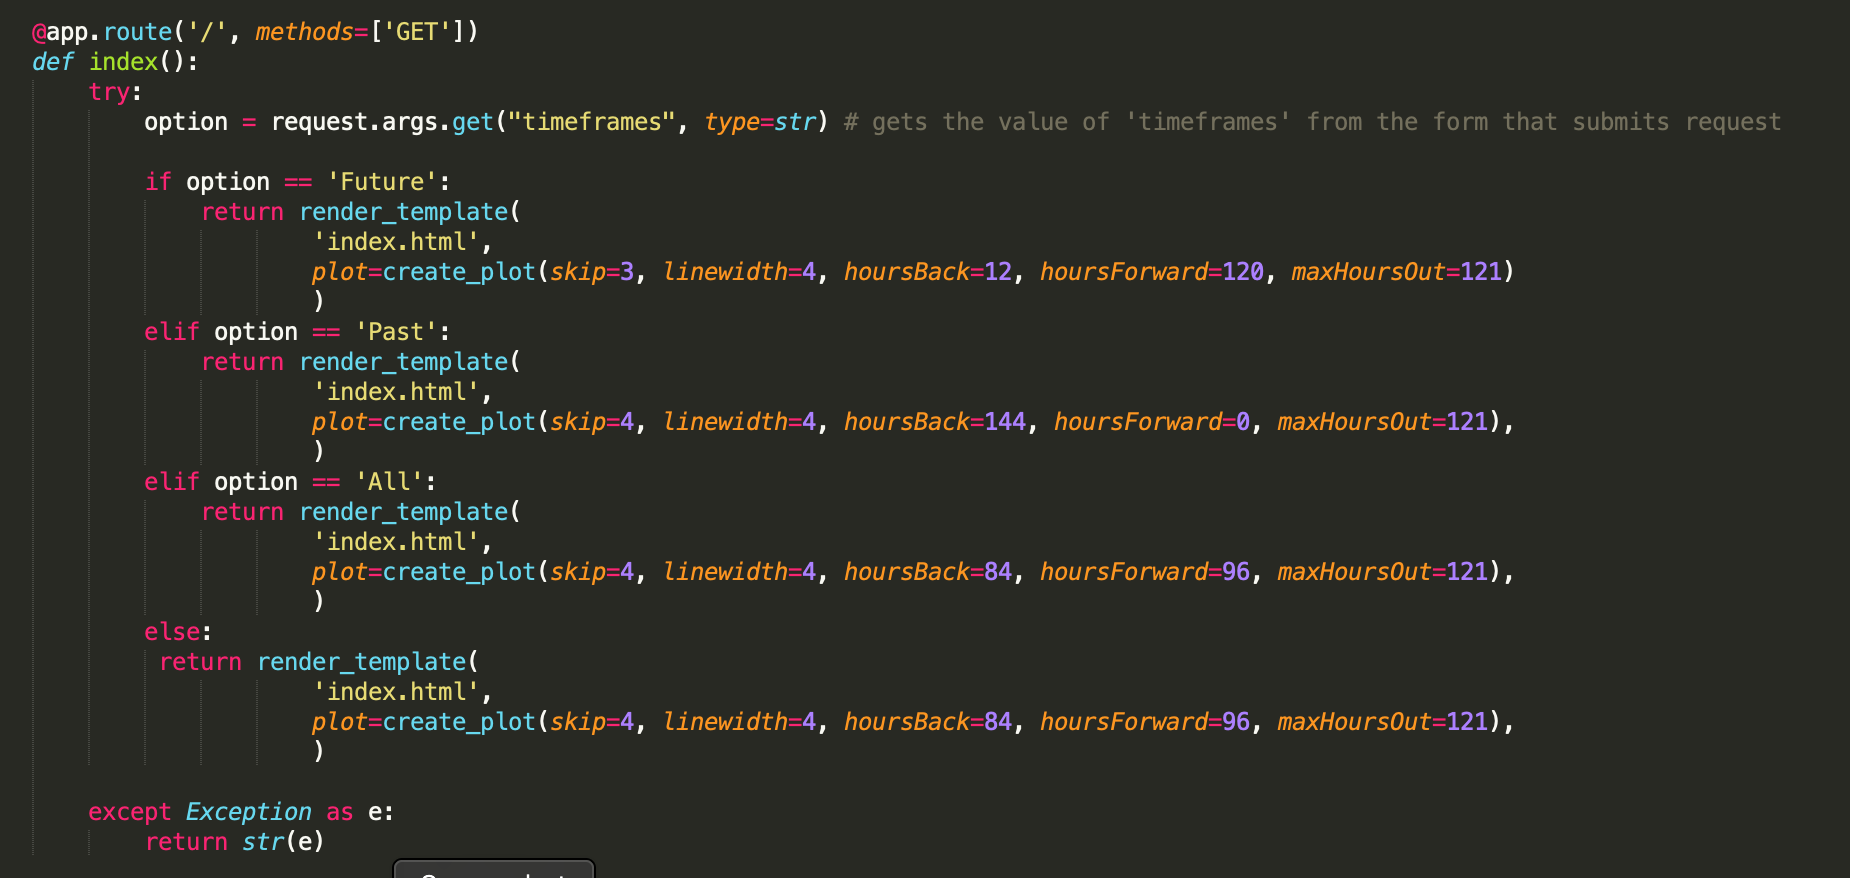 @app.route('/', methods=['GET'])
def index():
    try:
        option = request.args.get("timeframes", type=str) # gets the value of 'timeframes' from the form that submits request

        if option == 'Future':
            return render_template(
                    'index.html',
                    plot=create_plot(skip=3, linewidth=4, hoursBack=12, hoursForward=120, maxHoursOut=121)
                    )
        elif option == 'Past':
            return render_template(
                    'index.html',
                    plot=create_plot(skip=4, linewidth=4, hoursBack=144, hoursForward=0, maxHoursOut=121),
                    )
        elif option == 'All':
            return render_template(
                    'index.html',
                    plot=create_plot(skip=4, linewidth=4, hoursBack=84, hoursForward=96, maxHoursOut=121),
                    )
        else:
         return render_template(
                    'index.html',
                    plot=create_plot(skip=4, linewidth=4, hoursBack=84, hoursForward=96, maxHoursOut=121),
                    )

    except Exception as e:
        return str(e)